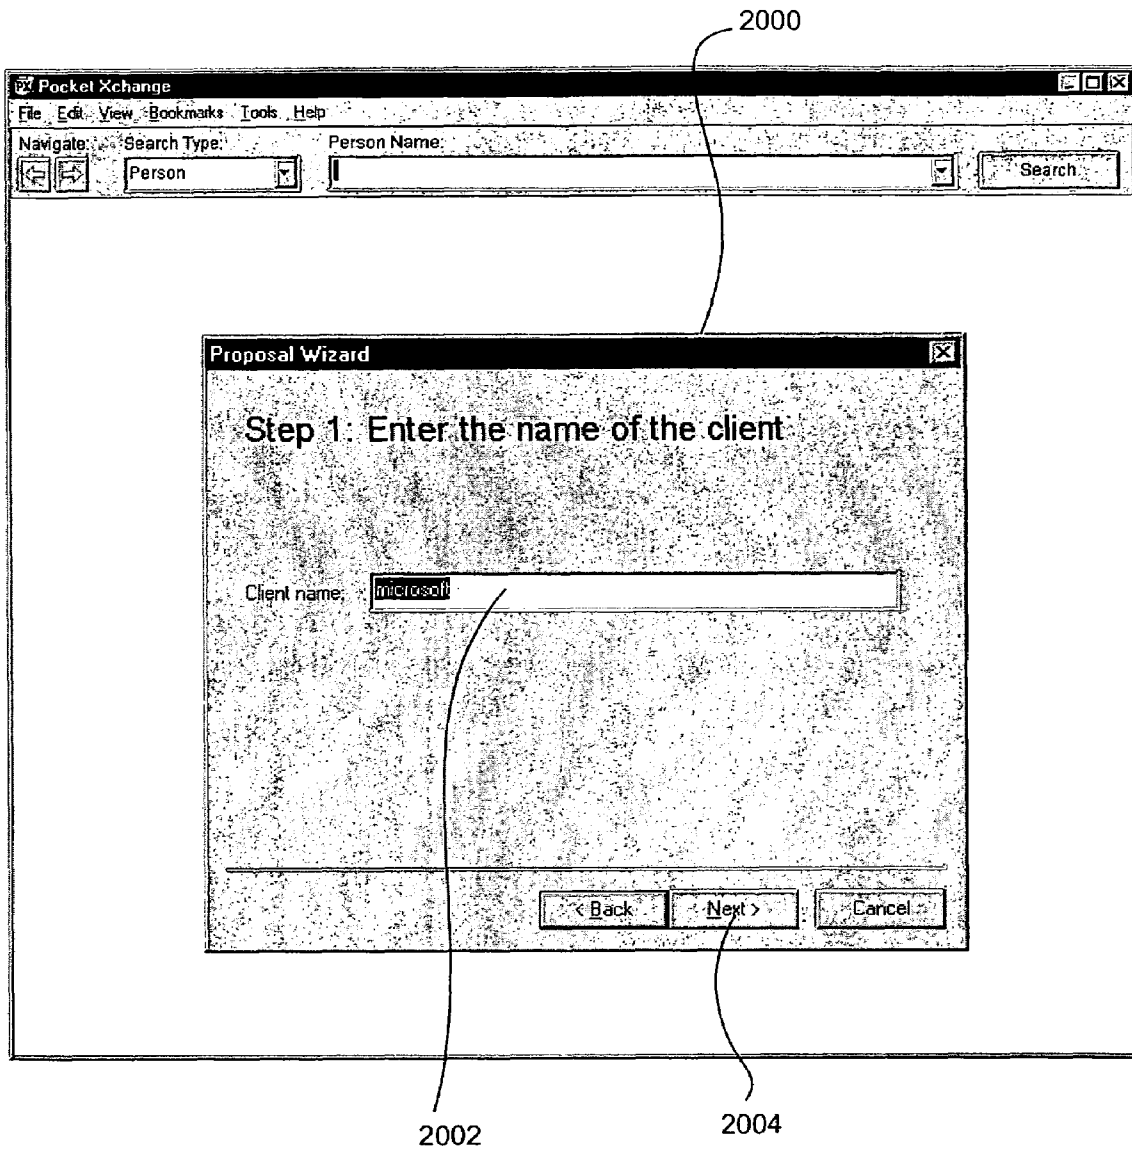 2000
PX Pocket Xchange
File Edit View Bookmarks Tools Help
Navigate: Search Type: Person Name:
Person Search
Proposal Wizard
Step 1: Enter the name of the client
Client name: microsoft
< Back Next > Cancel
2002 2004